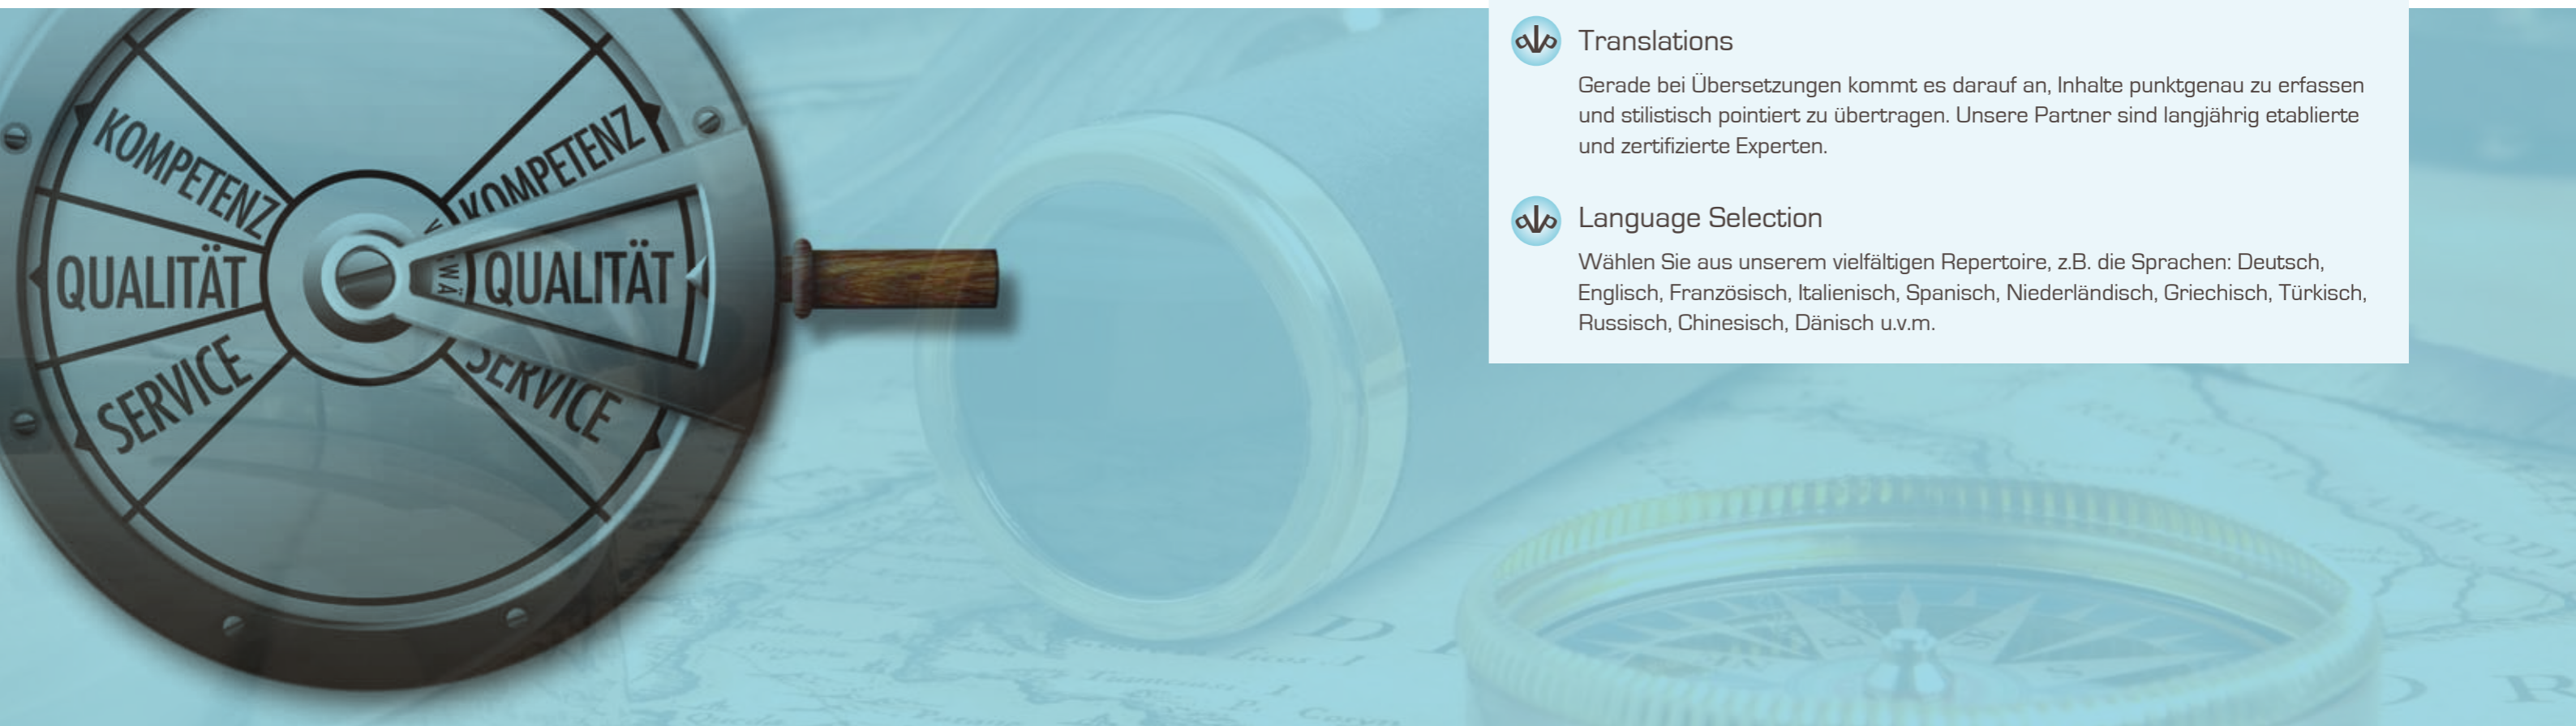 KOMPETENZ
KOMPETENZ
QUALITÄT
QUALITÄT
SERVICE
SERVICE
Translations
Gerade bei Übersetzungen kommt es darauf an, Inhalte punktgenau zu erfassen
und stilistisch pointiert zu übertragen. Unsere Partner sind langjährig etablierte
und zertifizierte Experten.
Language Selection
Wählen Sie aus unserem vielfältigen Repertoire, z.B. die Sprachen: Deutsch,
Englisch, Französisch, Italienisch, Spanisch, Niederländisch, Griechisch, Türkisch,
Russisch, Chinesisch, Dänisch u.v.m.